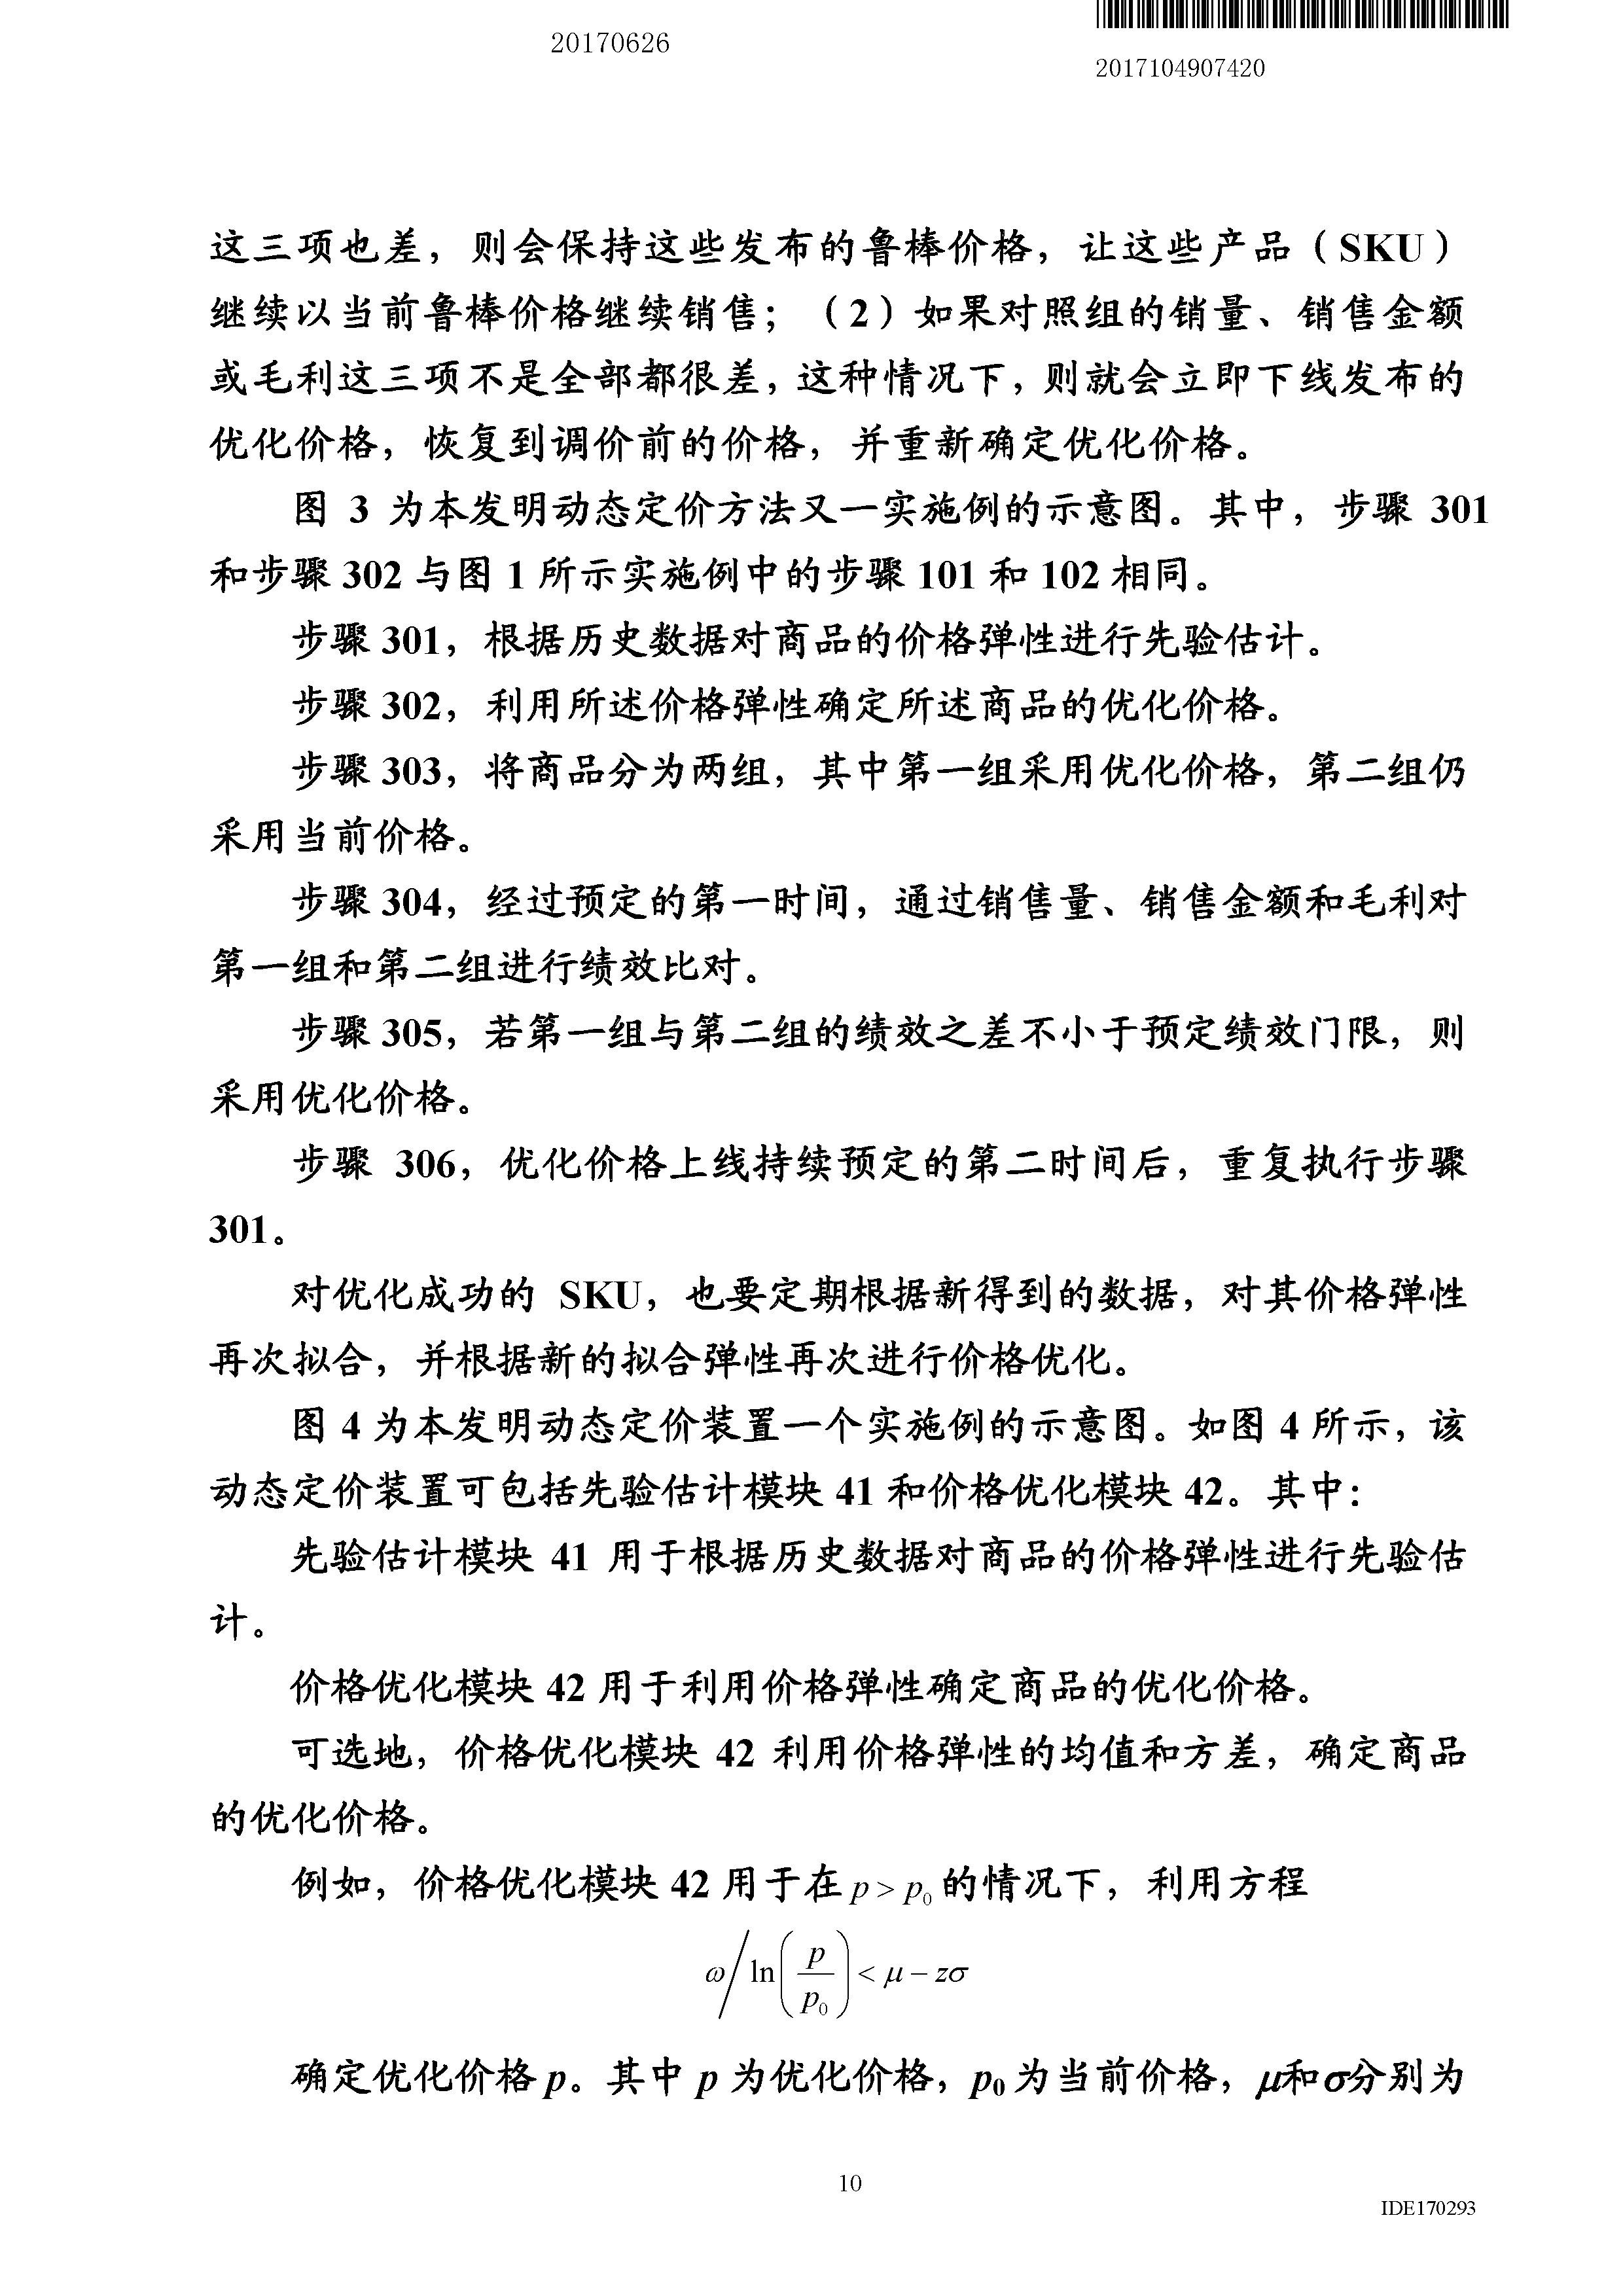 20170626
2017104907420
这三项也差，则会保持这些发布的鲁棒价格，让这些产品（SKU）
继续以当前鲁棒价格继续销售；（2）如果对照组的销量、销售金额
或毛利这三项不是全部都很差，这种情况下，则就会立即下线发布的
优化价格，恢复到调价前的价格，并重新确定优化价格。
图 3 为本发明动态定价方法又一实施例的示意图。其中，步骤 301
和步骤 302 与图 1 所示实施例中的步骤 101 和 102 相同。
步骤 301，根据历史数据对商品的价格弹性进行先验估计。
步骤 302，利用所述价格弹性确定所述商品的优化价格。
步骤 303，将商品分为两组，其中第一组采用优化价格，第二组仍
采用当前价格。
步骤 304，经过预定的第一时间，通过销售量、销售金额和毛利对
第一组和第二组进行绩效比对。
步骤 305，若第一组与第二组的绩效之差不小于预定绩效门限，则
采用优化价格。
步骤 306，优化价格上线持续预定的第二时间后，重复执行步骤
301。
对优化成功的 SKU，也要定期根据新得到的数据，对其价格弹性
再次拟合，并根据新的拟合弹性再次进行价格优化。
图 4 为本发明动态定价装置一个实施例的示意图。如图 4 所示，该
动态定价装置可包括先验估计模块 41 和价格优化模块 42。其中：
先验估计模块 41 用于根据历史数据对商品的价格弹性进行先验估
计。
价格优化模块 42 用于利用价格弹性确定商品的优化价格。
可选地，价格优化模块 42 利用价格弹性的均值和方差，确定商品
的优化价格。
例如，价格优化模块 42 用于在 p > p₀ 的情况下，利用方程
ω/ln(p/p₀) < μ − zσ
确定优化价格 p。其中 p 为优化价格，p₀ 为当前价格，μ和σ分别为
10
IDE170293